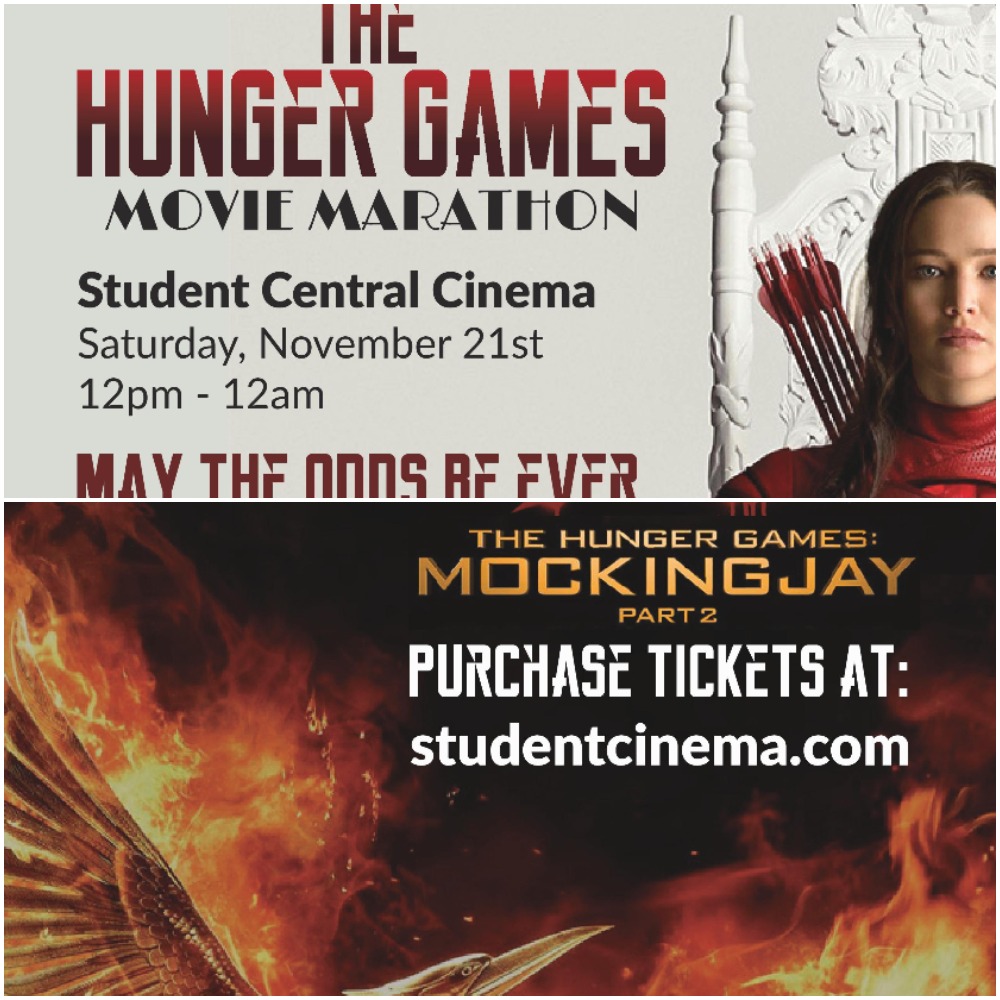 THE
HUNGER GAMES
MOVIE MARATHON
Student Central Cinema
Saturday, November 21st
12pm - 12am
MAY THE ODDS BE EVER
THE HUNGER GAMES:
MOCKINGJAY
PART 2
PURCHASE TICKETS AT:
studentcinema.com